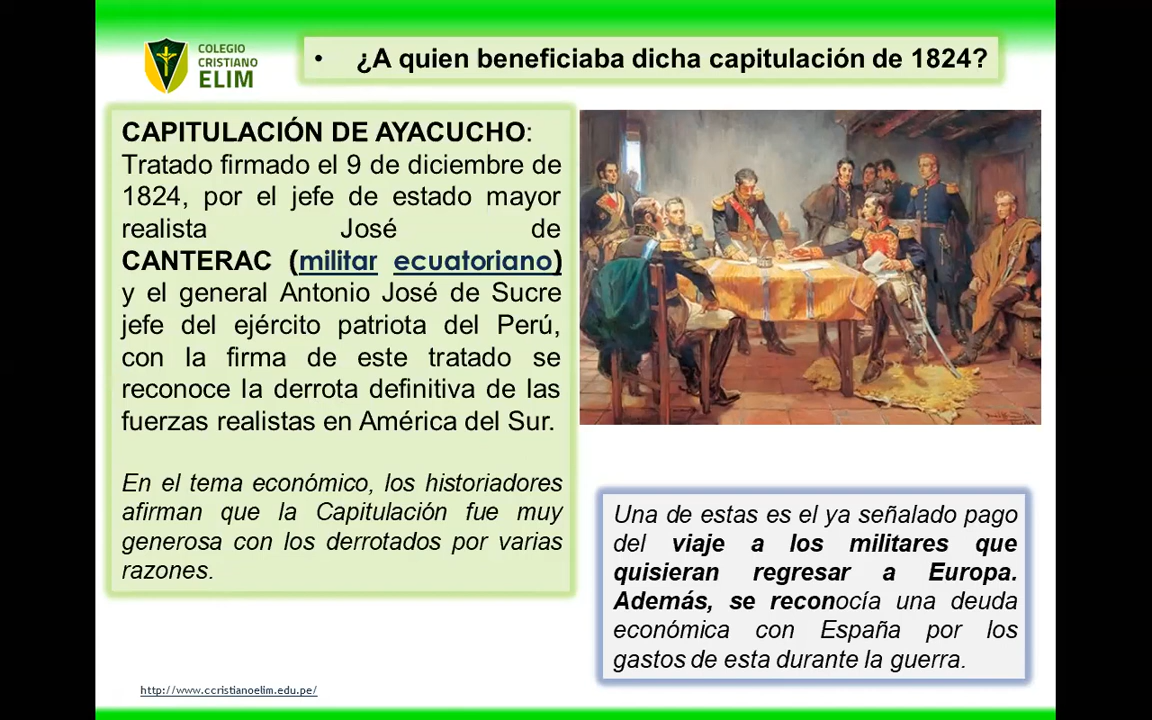 COLEGIO
CRISTIANO
ELIM
• ¿A quien beneficiaba dicha capitulación de 1824?
CAPITULACIÓN DE AYACUCHO:
Tratado firmado el 9 de diciembre de
1824, por el jefe de estado mayor
realista José de
CANTERAC (militar ecuatoriano)
y el general Antonio José de Sucre
jefe del ejército patriota del Perú,
con la firma de este tratado se
reconoce la derrota definitiva de las
fuerzas realistas en América del Sur.
En el tema económico, los historiadores
afirman que la Capitulación fue muy
generosa con los derrotados por varias
razones.
Una de estas es el ya señalado pago
del viaje a los militares que
quisieran regresar a Europa.
Además, se reconocía una deuda
económica con España por los
gastos de esta durante la guerra.
http://www.ccristianoelim.edu.pe/